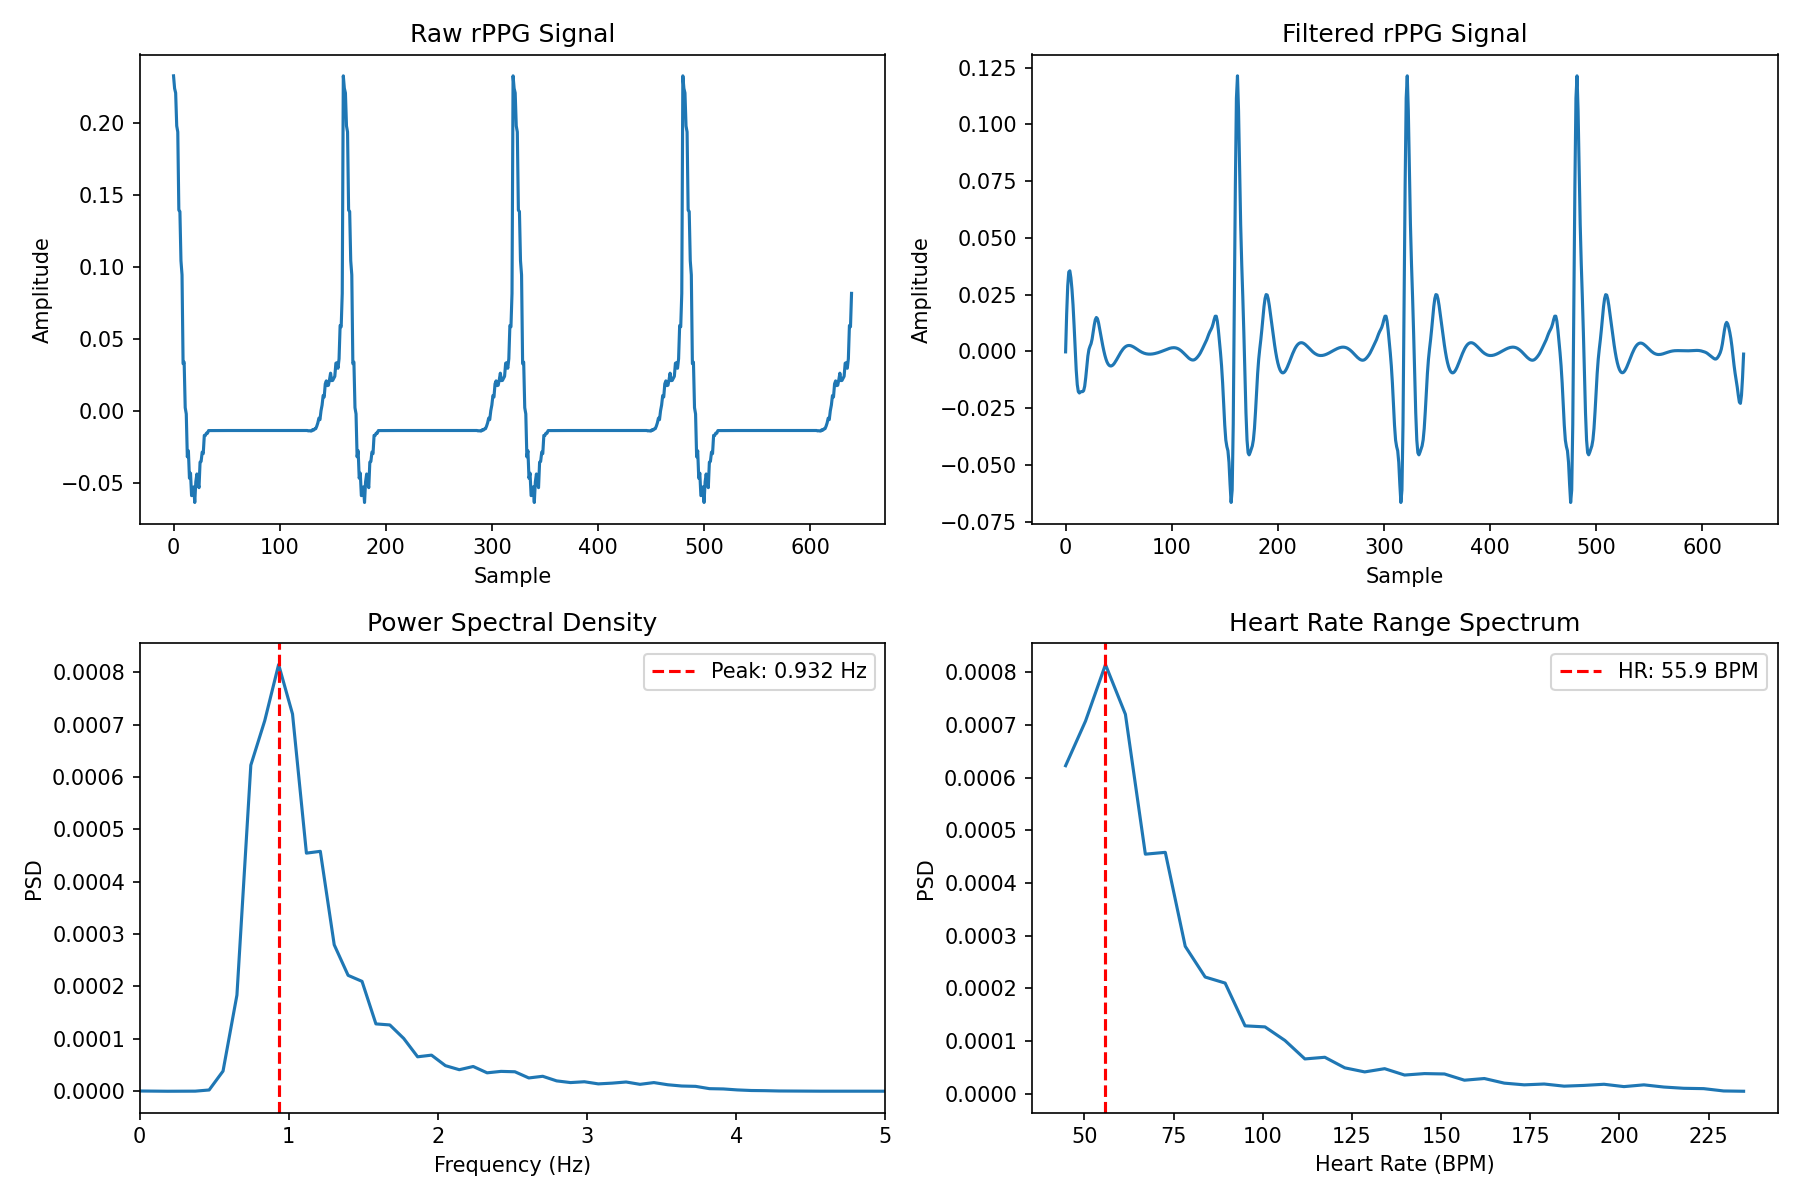 Raw rPPG Signal
Amplitude
0.20
0.15
0.10
0.05
0.00
−0.05
0 100 200 300 400 500 600
Sample
Filtered rPPG Signal
Amplitude
0.125
0.100
0.075
0.050
0.025
0.000
−0.025
−0.050
−0.075
0 100 200 300 400 500 600
Sample
Power Spectral Density
Peak: 0.932 Hz
PSD
0.0008
0.0007
0.0006
0.0005
0.0004
0.0003
0.0002
0.0001
0.0000
0 1 2 3 4 5
Frequency (Hz)
Heart Rate Range Spectrum
HR: 55.9 BPM
PSD
0.0008
0.0007
0.0006
0.0005
0.0004
0.0003
0.0002
0.0001
0.0000
50 75 100 125 150 175 200 225
Heart Rate (BPM)